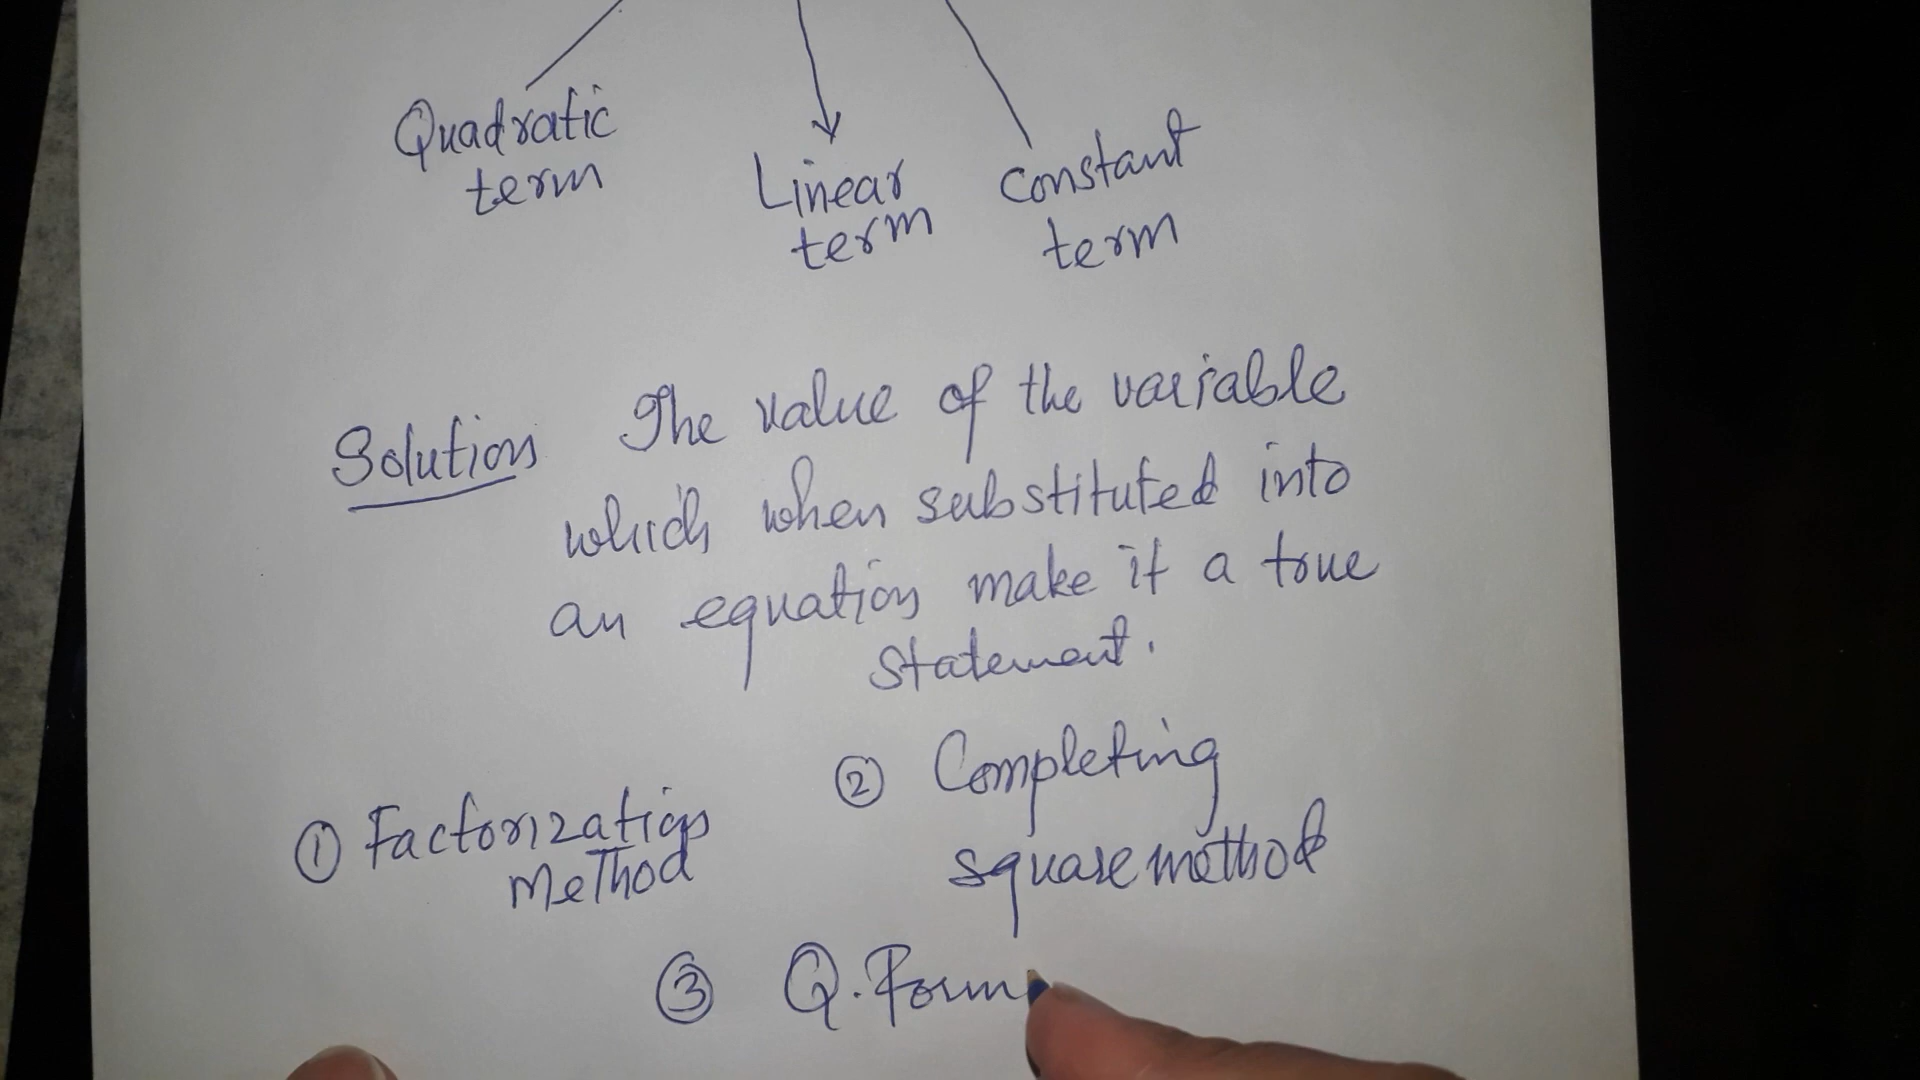 Quadratic
term
Linear
term
constant
term
Solution The value of the variable
which when substituted into
an equation make it a true
statement.
① Factorization
Method
② Completing
square method
③ Q. Form